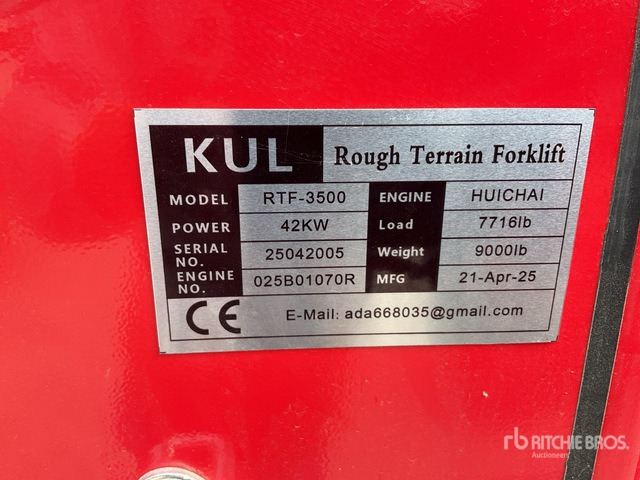 KUL Rough Terrain Forklift
MODEL RTF-3500 ENGINE HUICHAI
POWER 42KW Load 7716lb
SERIAL NO. 25042005 Weight 9000lb
ENGINE NO. 025B01070R MFG 21-Apr-25
CE E-Mail: ada668035@gmail.com
rb RITCHIE BROS.
Auctioneers